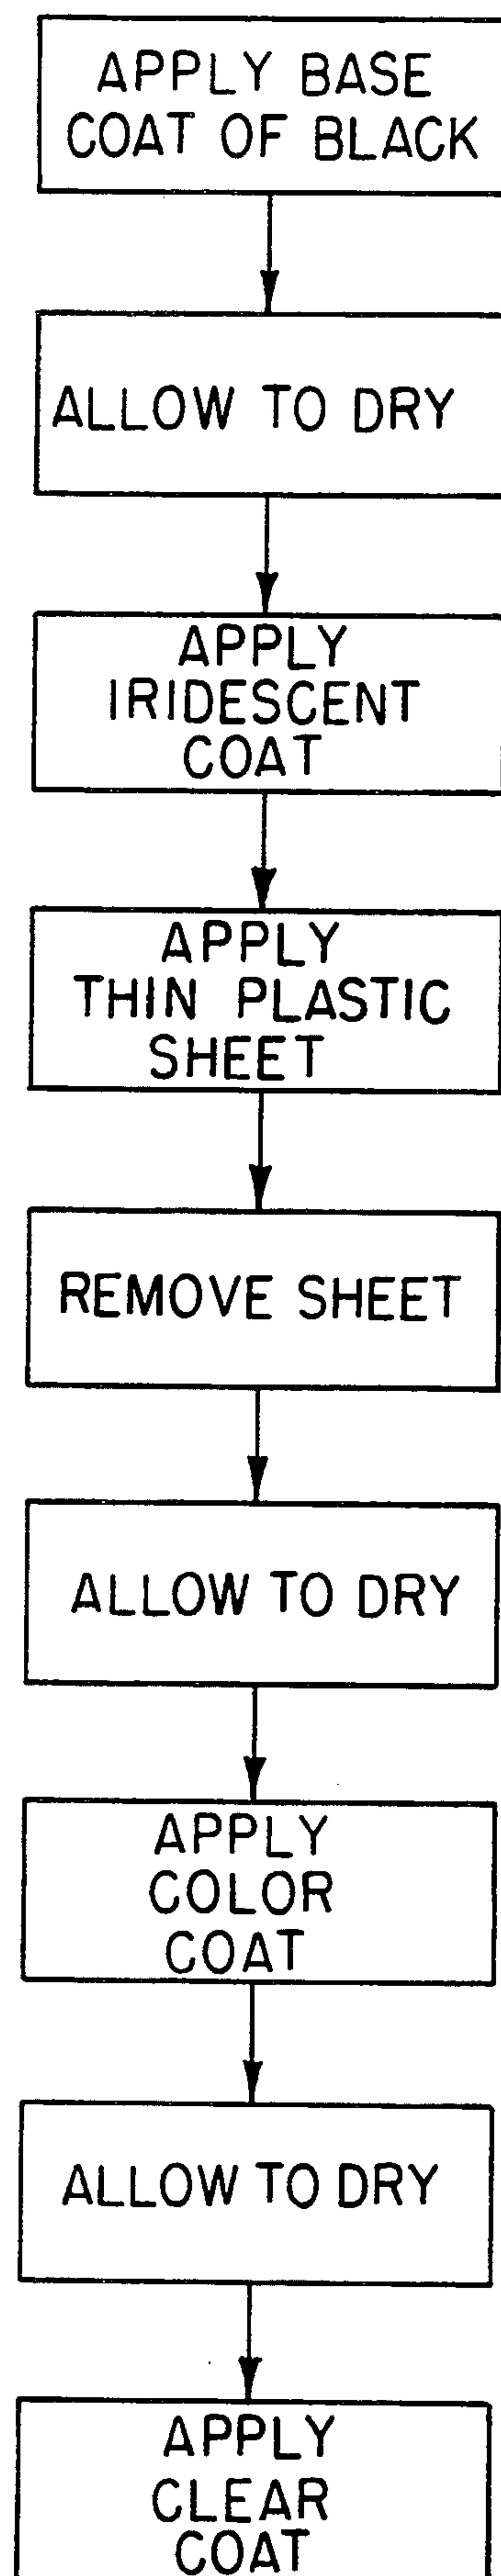 APPLY BASE
COAT OF BLACK
ALLOW TO DRY
APPLY
IRIDESCENT
COAT
APPLY
THIN PLASTIC
SHEET
REMOVE SHEET
ALLOW TO DRY
APPLY
COLOR
COAT
ALLOW TO DRY
APPLY
CLEAR
COAT